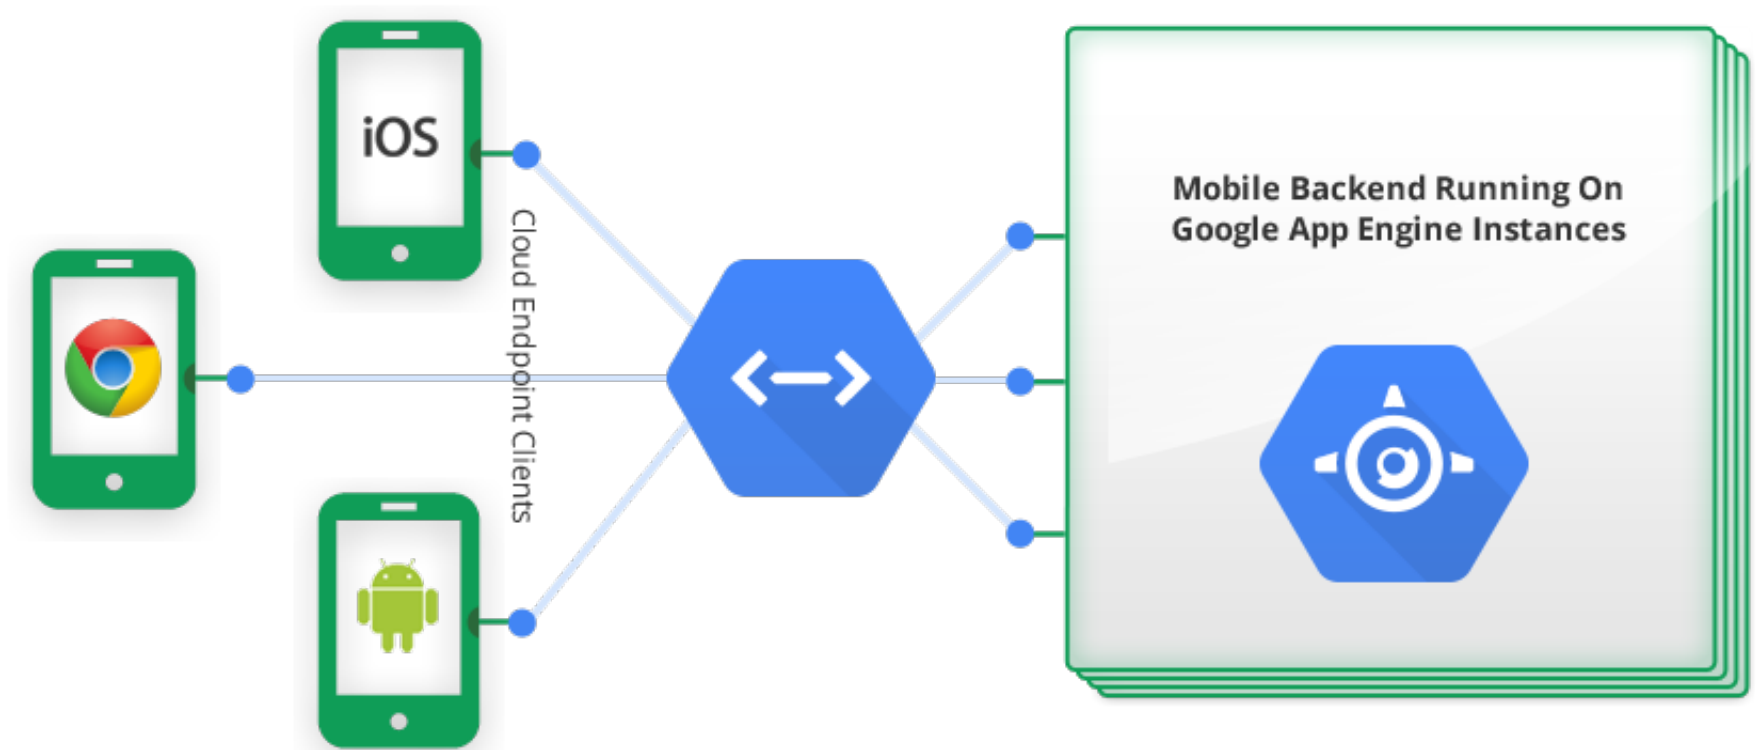 iOS
Cloud Endpoint Clients
Mobile Backend Running On
Google App Engine Instances